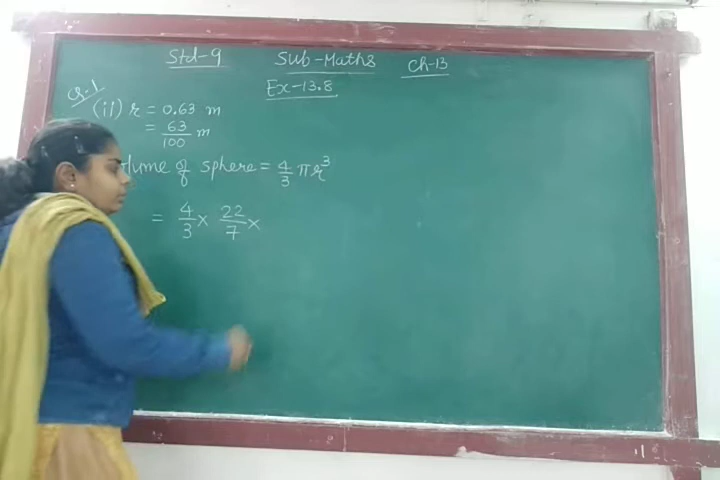 Std-9 Sub-Maths Ch-13
Ex-13.8
Q.1
(ii) r = 0.63 m
= 63/100 m
of sphere = 4/3 πr³
= 4/3 × 22/7 ×